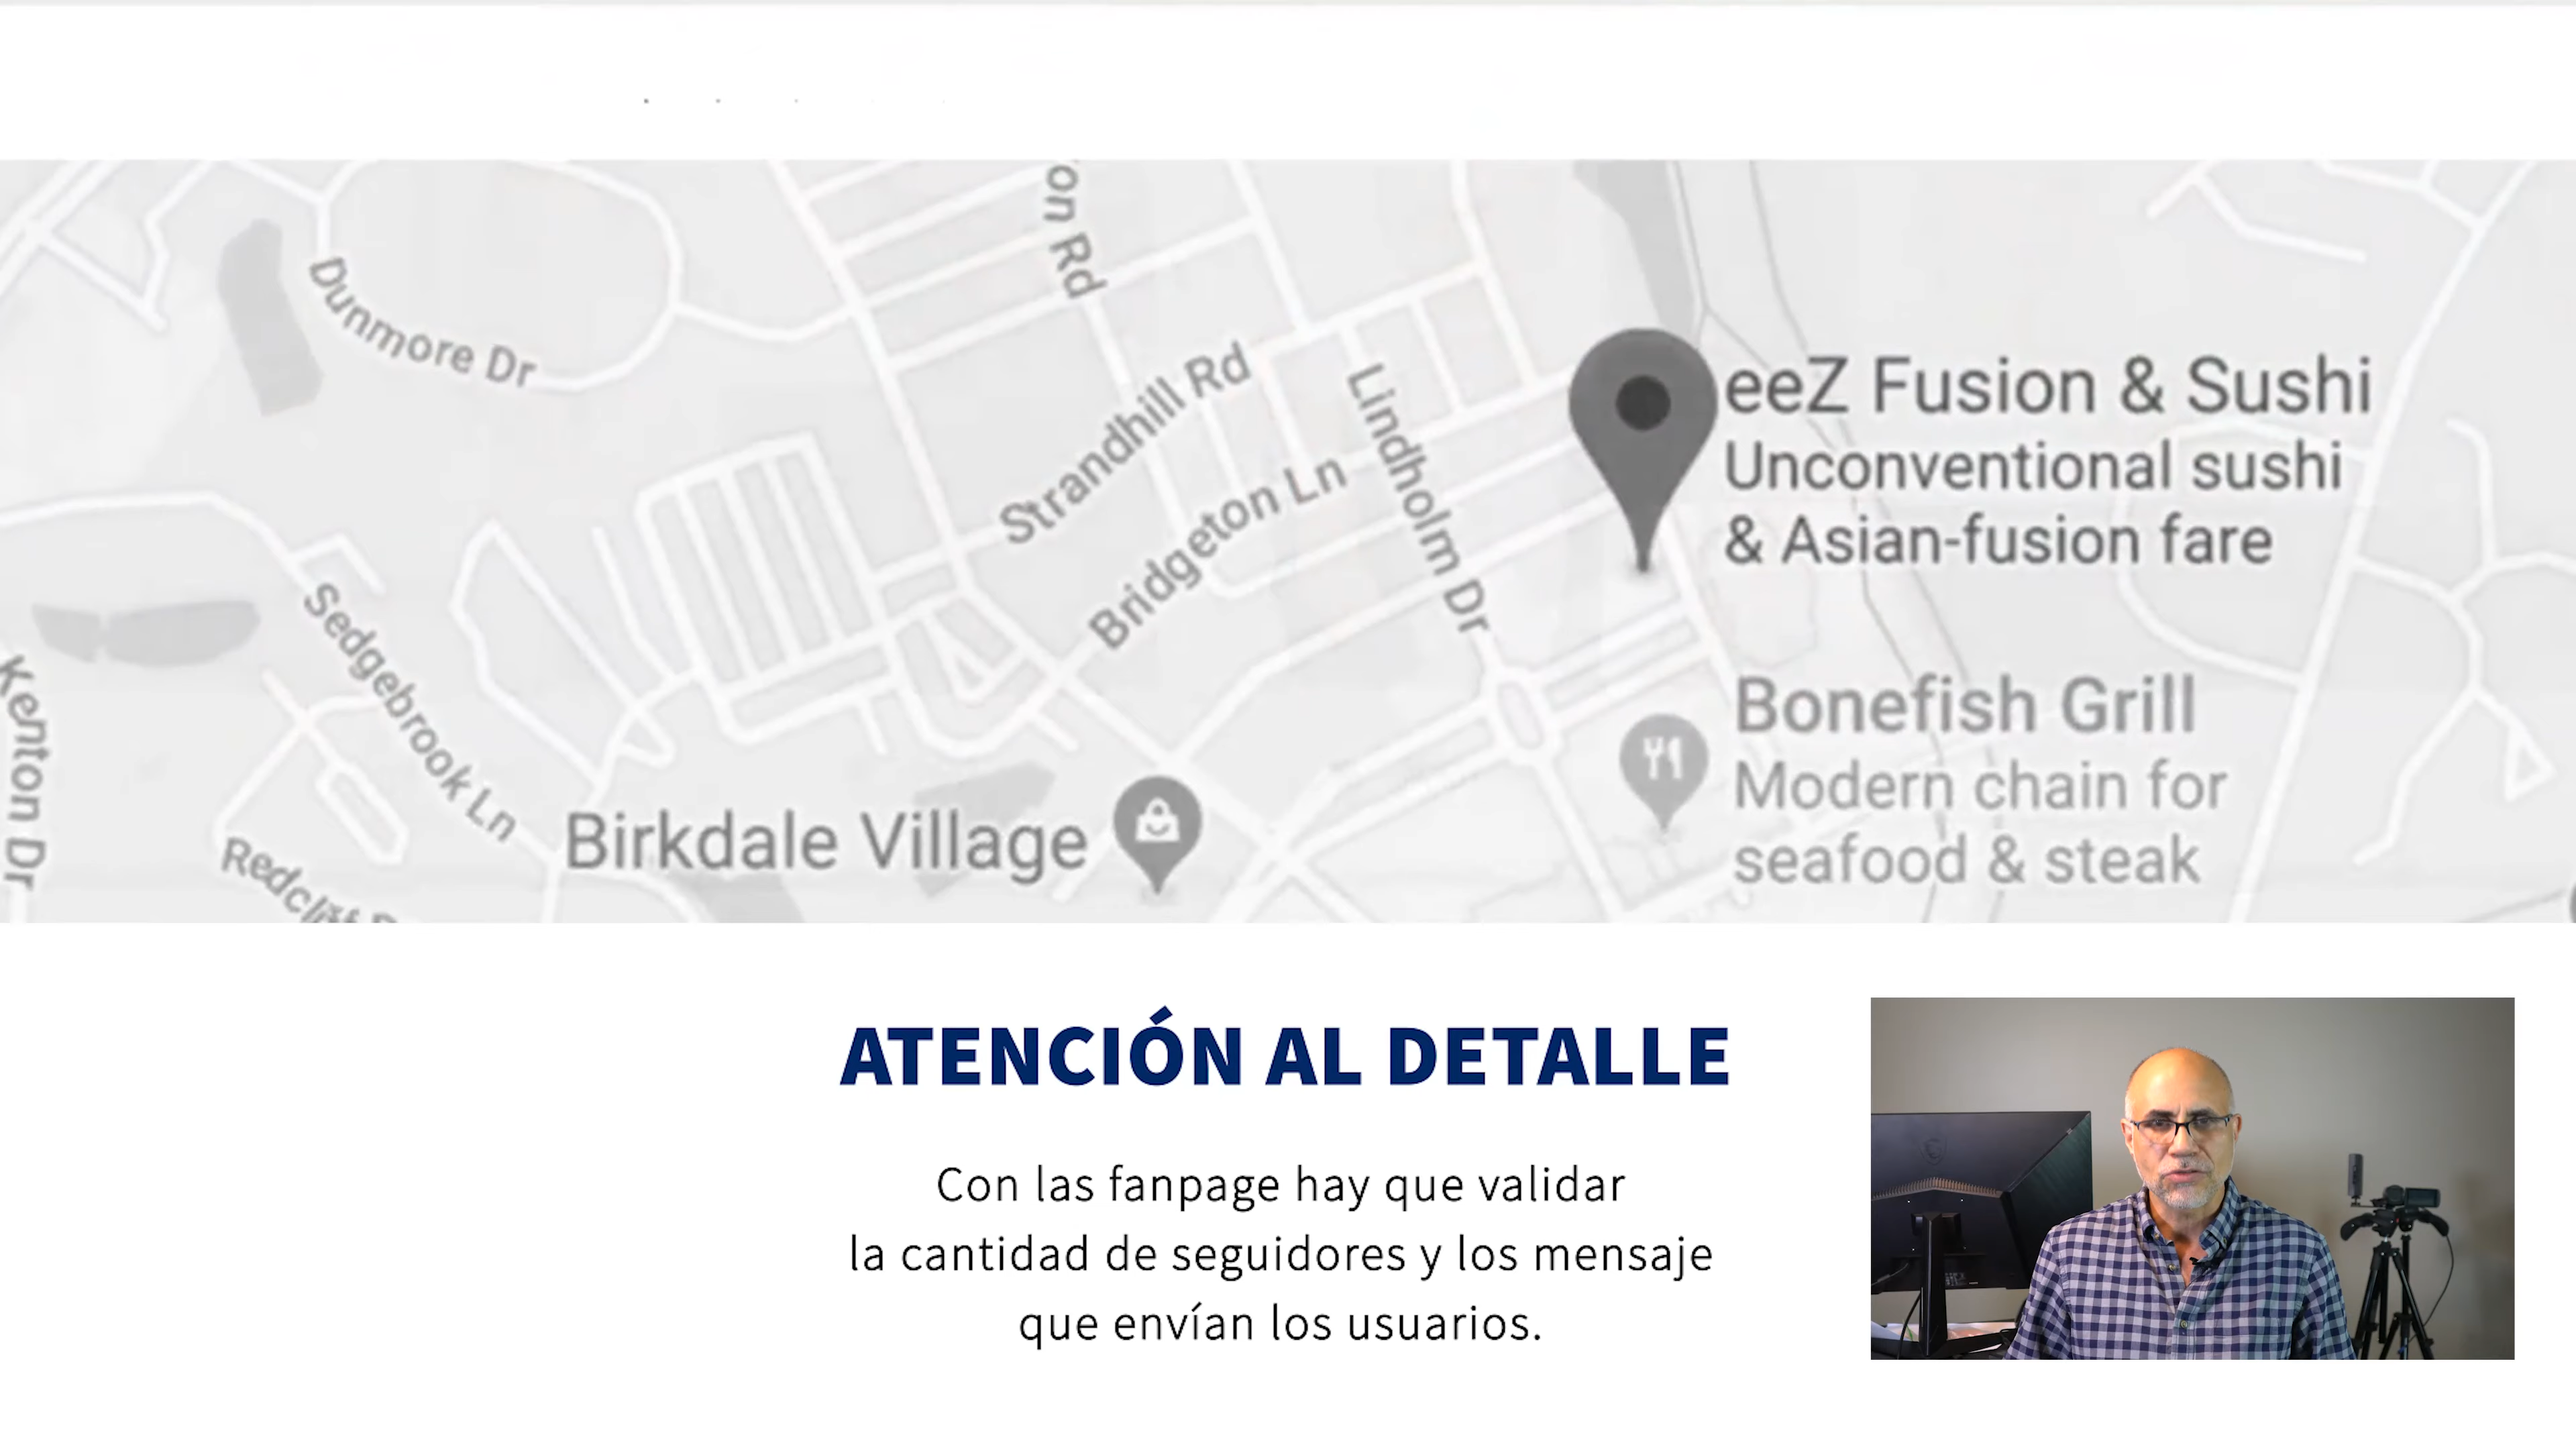 on Rd
Dunmore Dr
Strandhill Rd
Lindholm Dr
eeZ Fusion & Sushi
Unconventional sushi
& Asian-fusion fare
Bridgeton Ln
Sedgebrook Ln
Kenton Dr
Bonefish Grill
Modern chain for
seafood & steak
Birkdale Village
ATENCIÓN AL DETALLE
Con las fanpage hay que validar
la cantidad de seguidores y los mensaje
que envían los usuarios.